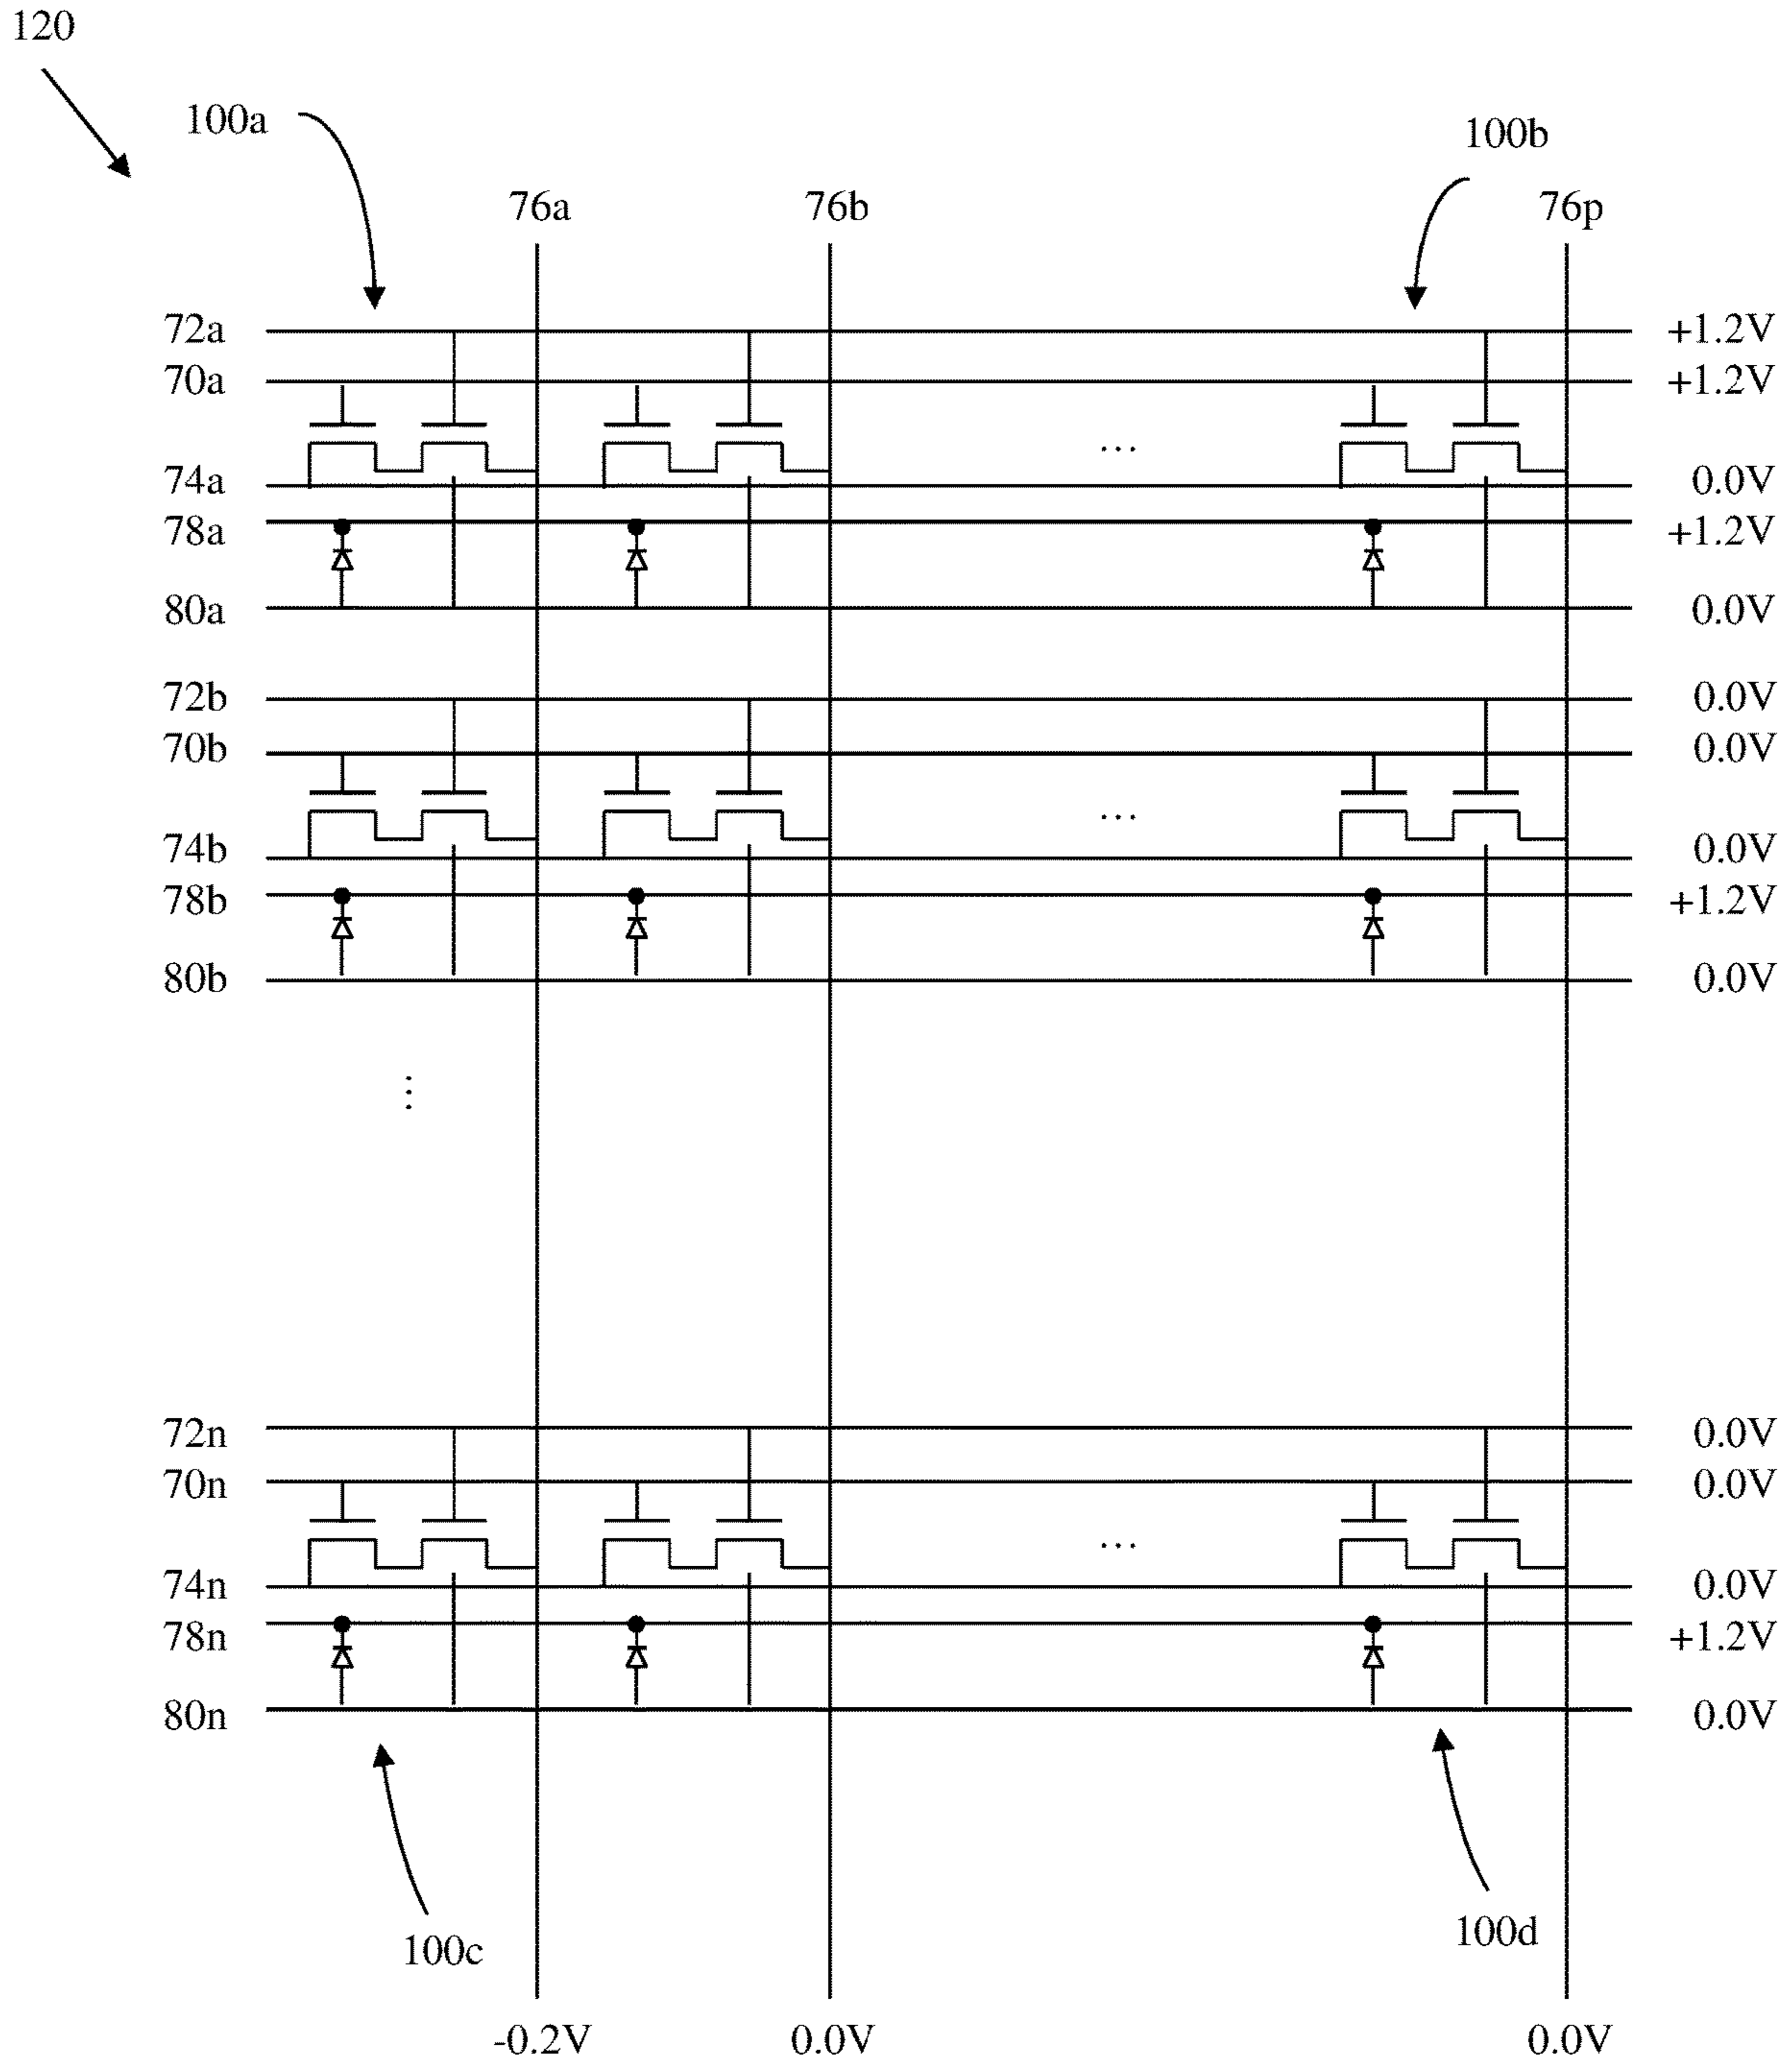 120
100a
100b
76a 76b 76p
72a +1.2V
70a +1.2V
...
74a 0.0V
78a +1.2V
80a 0.0V
72b 0.0V
70b 0.0V
...
74b 0.0V
78b +1.2V
80b 0.0V
...
72n 0.0V
70n 0.0V
...
74n 0.0V
78n +1.2V
80n 0.0V
100c 100d
-0.2V 0.0V 0.0V